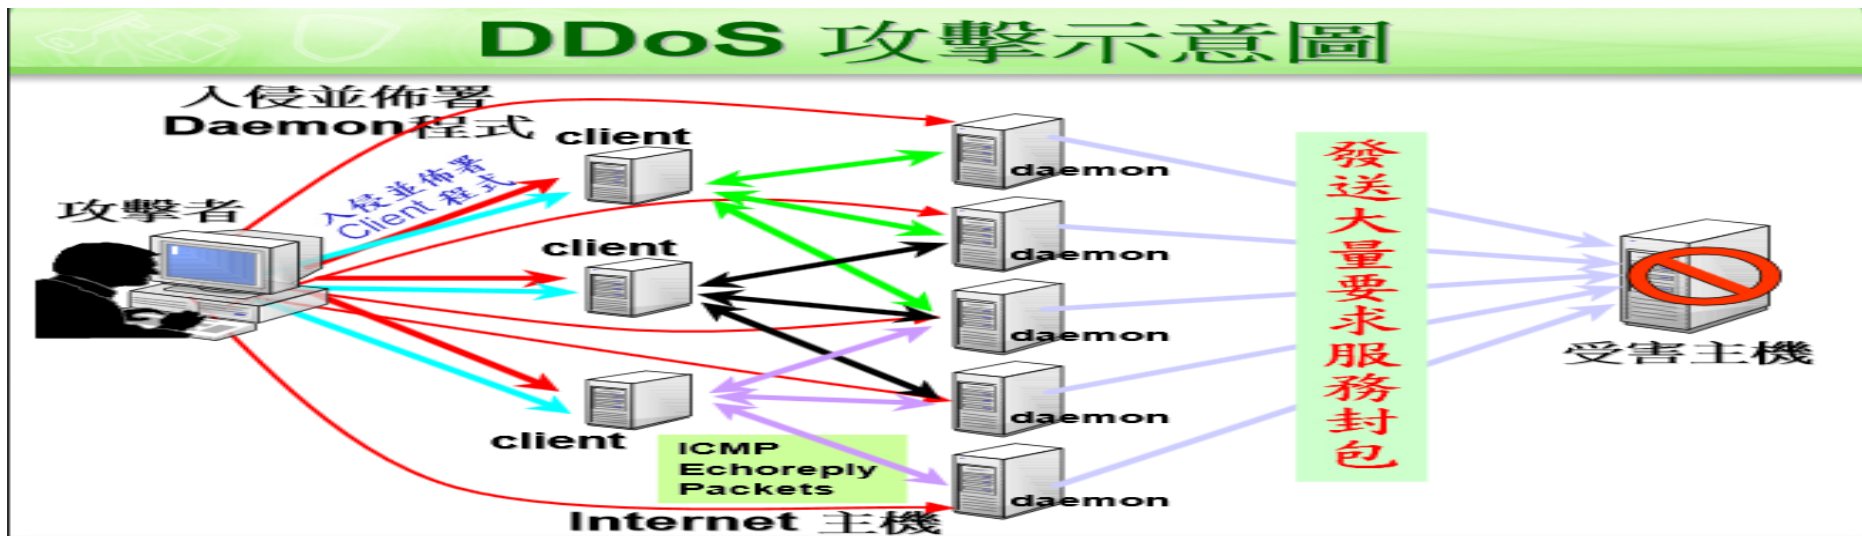 DDoS 攻擊示意圖
入侵並佈署
Daemon程式
client
入侵並佈署
Client 程式
攻擊者
client
client
daemon
daemon
daemon
daemon
daemon
ICMP
Echoreply
Packets
Internet 主機
發送大量要求服務封包
受害主機